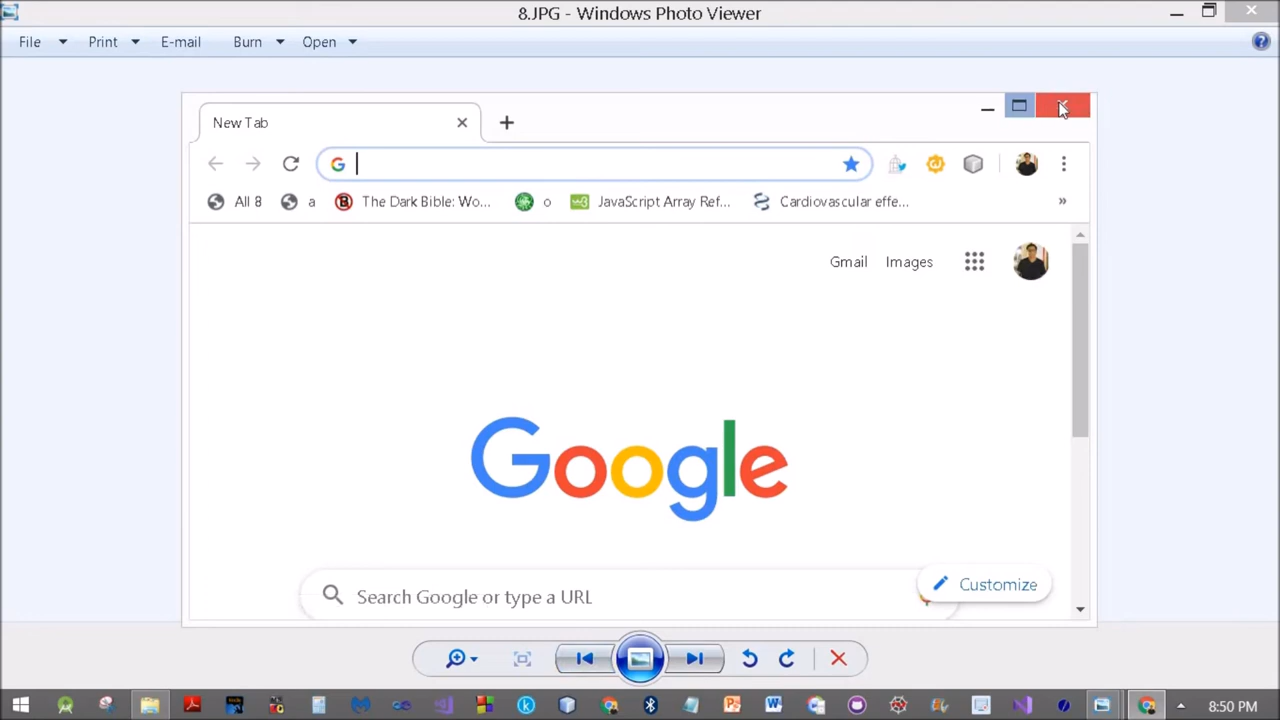 8.JPG - Windows Photo Viewer
File Print E-mail Burn Open
New Tab
All 8 a The Dark Bible: Wo... o JavaScript Array Ref... Cardiovascular effe... »
Gmail Images
Google
Search Google or type a URL
Customize
8:50 PM